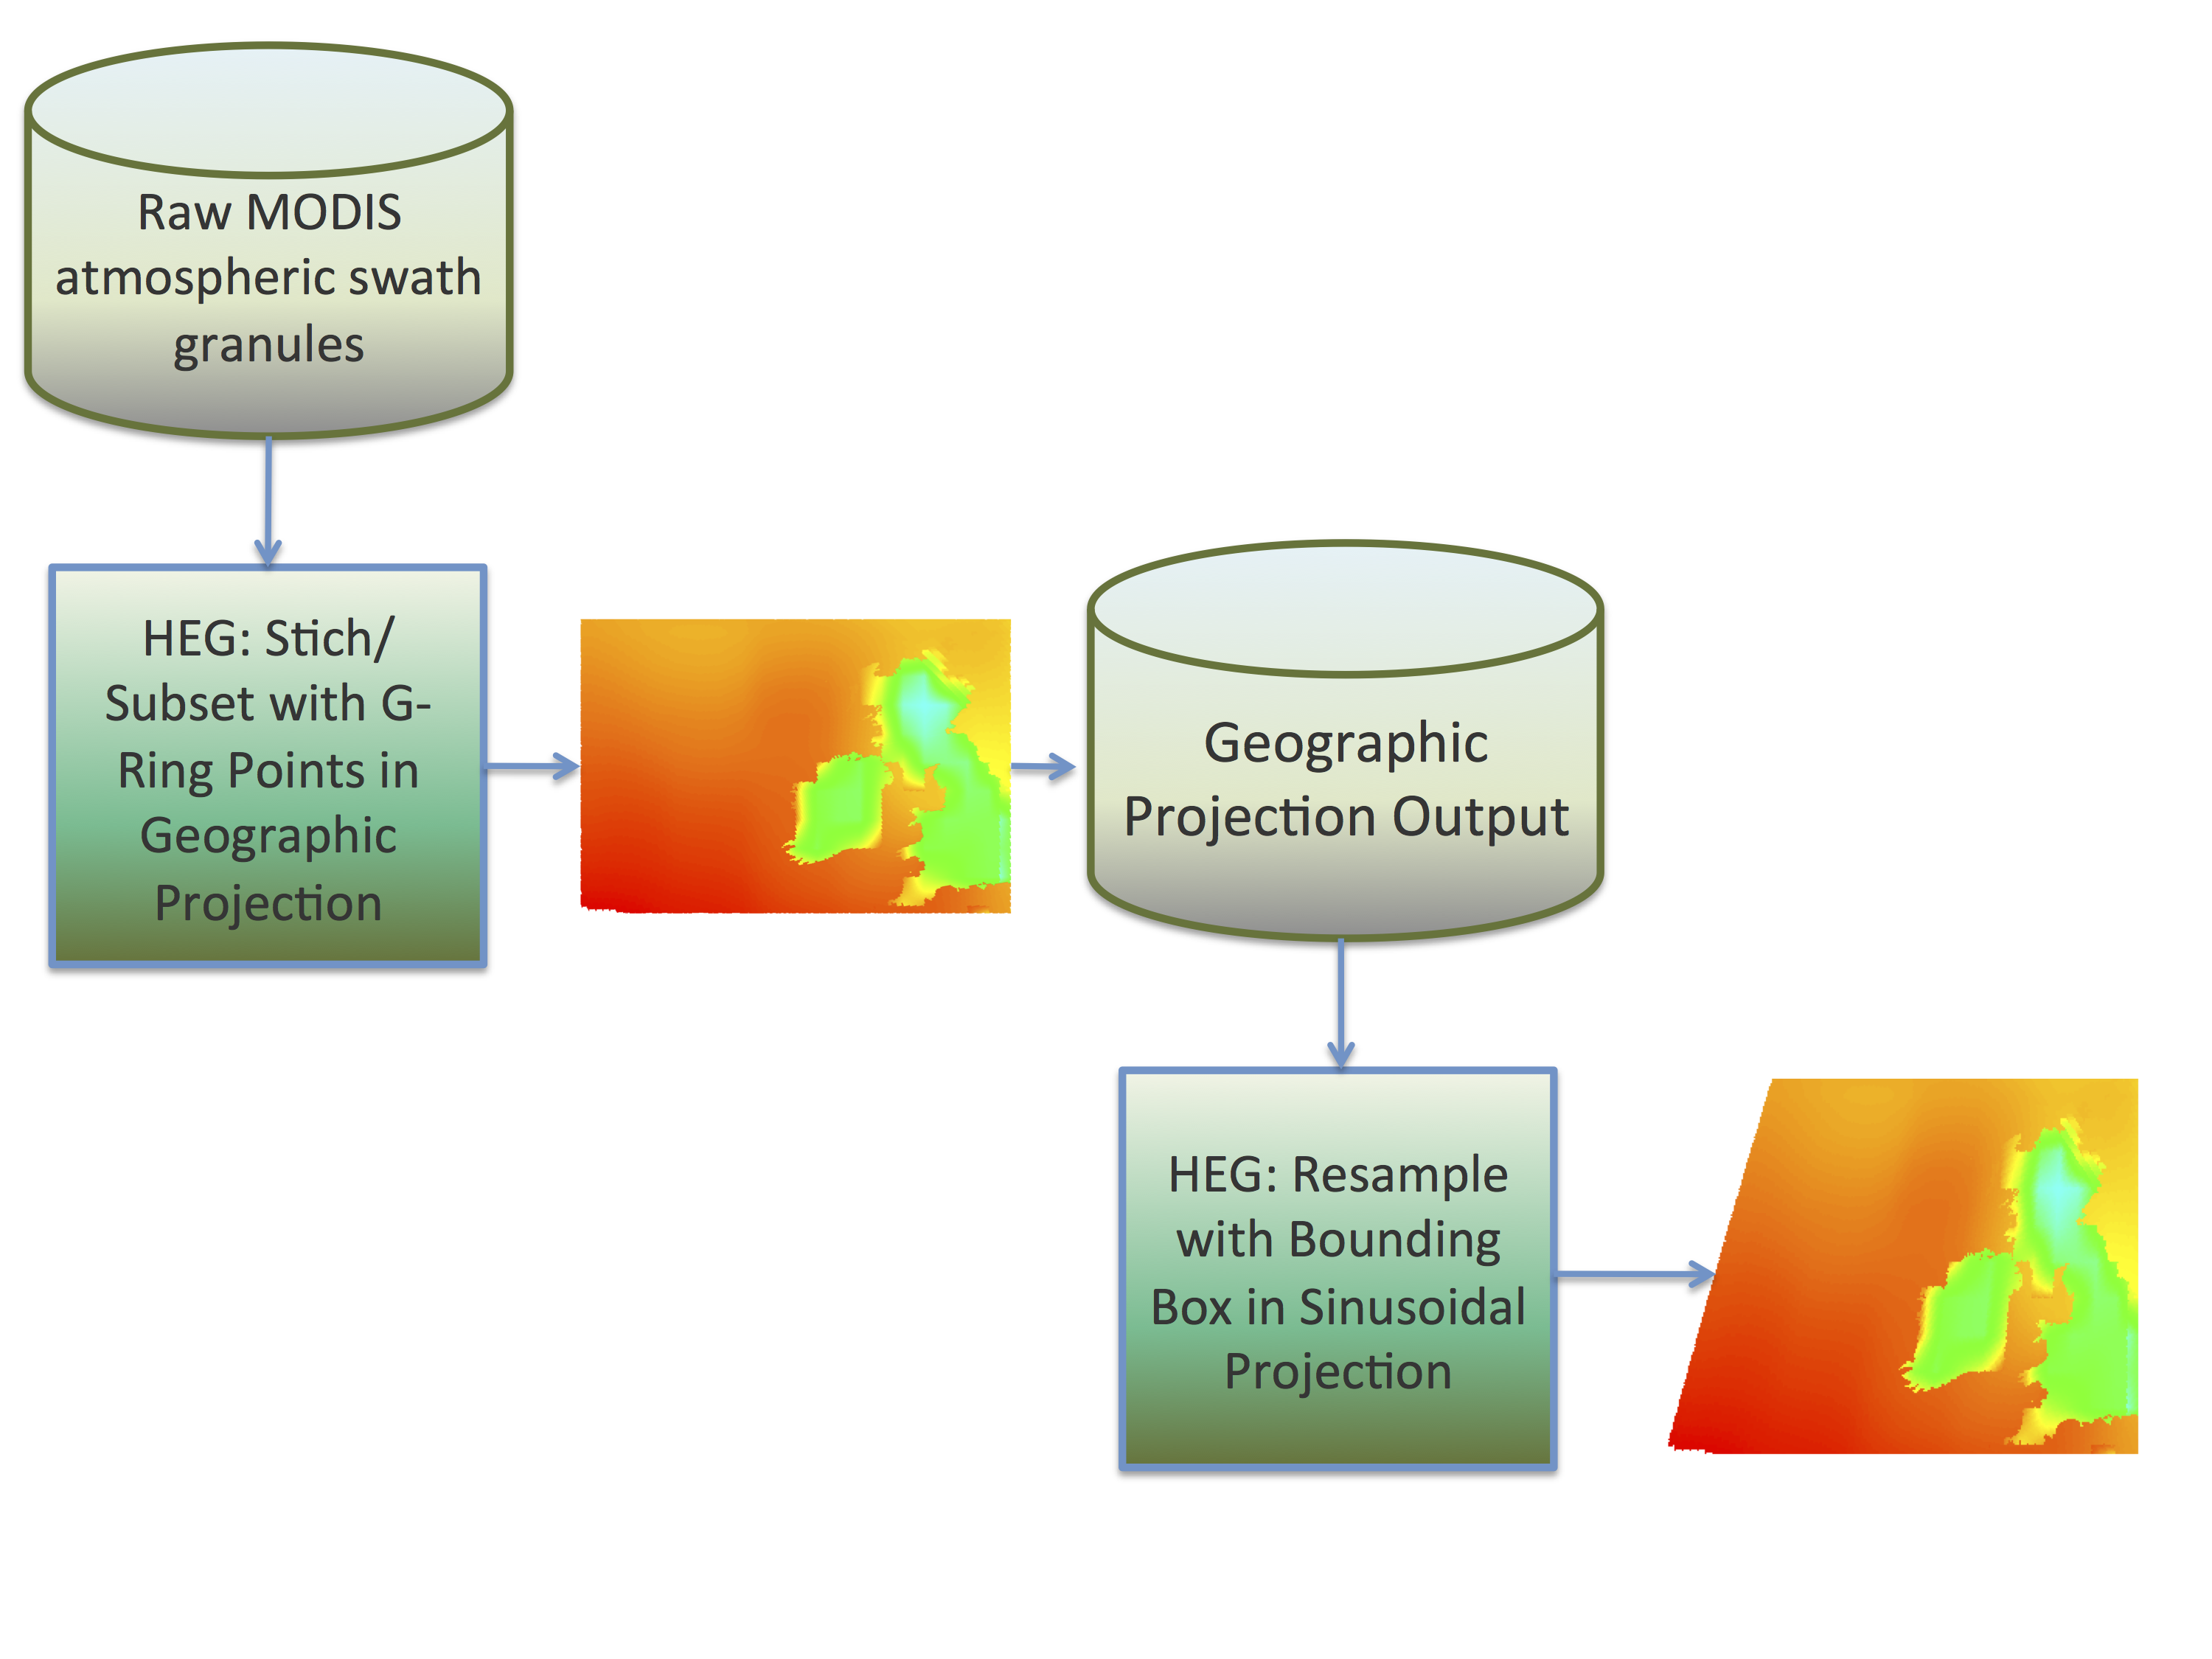 Raw MODIS
atmospheric swath
granules
HEG: Stich/
Subset with G-
Ring Points in
Geographic
Projection
Geographic
Projection Output
HEG: Resample
with Bounding
Box in Sinusoidal
Projection